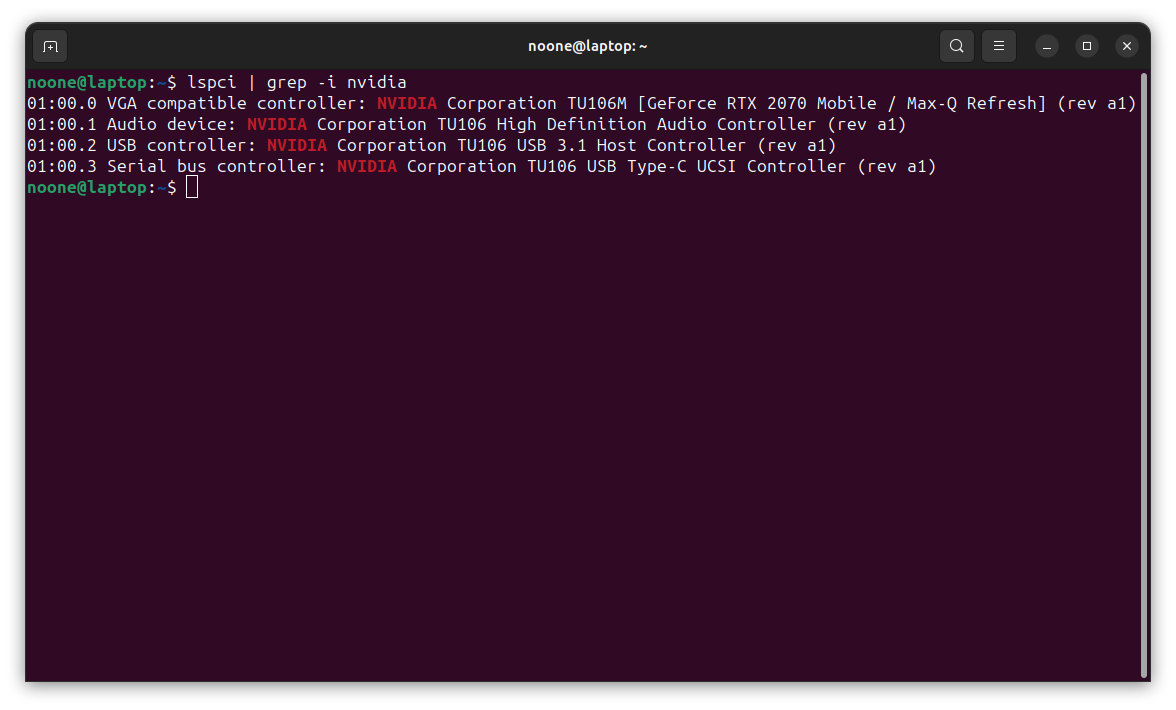 noone@laptop: ~
noone@laptop:~$ lspci | grep -i nvidia
01:00.0 VGA compatible controller: NVIDIA Corporation TU106M [GeForce RTX 2070 Mobile / Max-Q Refresh] (rev a1)
01:00.1 Audio device: NVIDIA Corporation TU106 High Definition Audio Controller (rev a1)
01:00.2 USB controller: NVIDIA Corporation TU106 USB 3.1 Host Controller (rev a1)
01:00.3 Serial bus controller: NVIDIA Corporation TU106 USB Type-C UCSI Controller (rev a1)
noone@laptop:~$